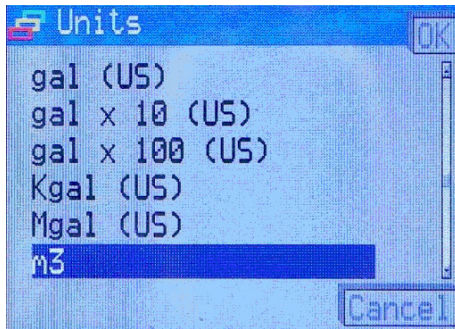 Units
OK
gal (US)
gal x 10 (US)
gal x 100 (US)
Kgal (US)
Mgal (US)
m3
Cancel